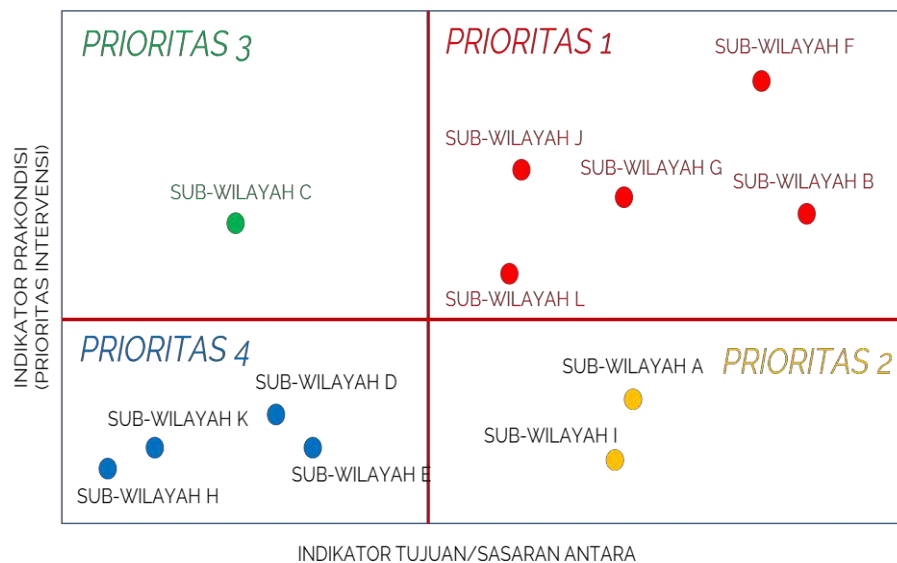 PRIORITAS 3
PRIORITAS 1
SUB-WILAYAH F
SUB-WILAYAH J
SUB-WILAYAH G
SUB-WILAYAH B
SUB-WILAYAH C
SUB-WILAYAH L
INDIKATOR PRAKONDISI
(PRIORITAS INTERVENSI)
PRIORITAS 4
PRIORITAS 2
SUB-WILAYAH A
SUB-WILAYAH D
SUB-WILAYAH K
SUB-WILAYAH I
SUB-WILAYAH E
SUB-WILAYAH H
INDIKATOR TUJUAN/SASARAN ANTARA